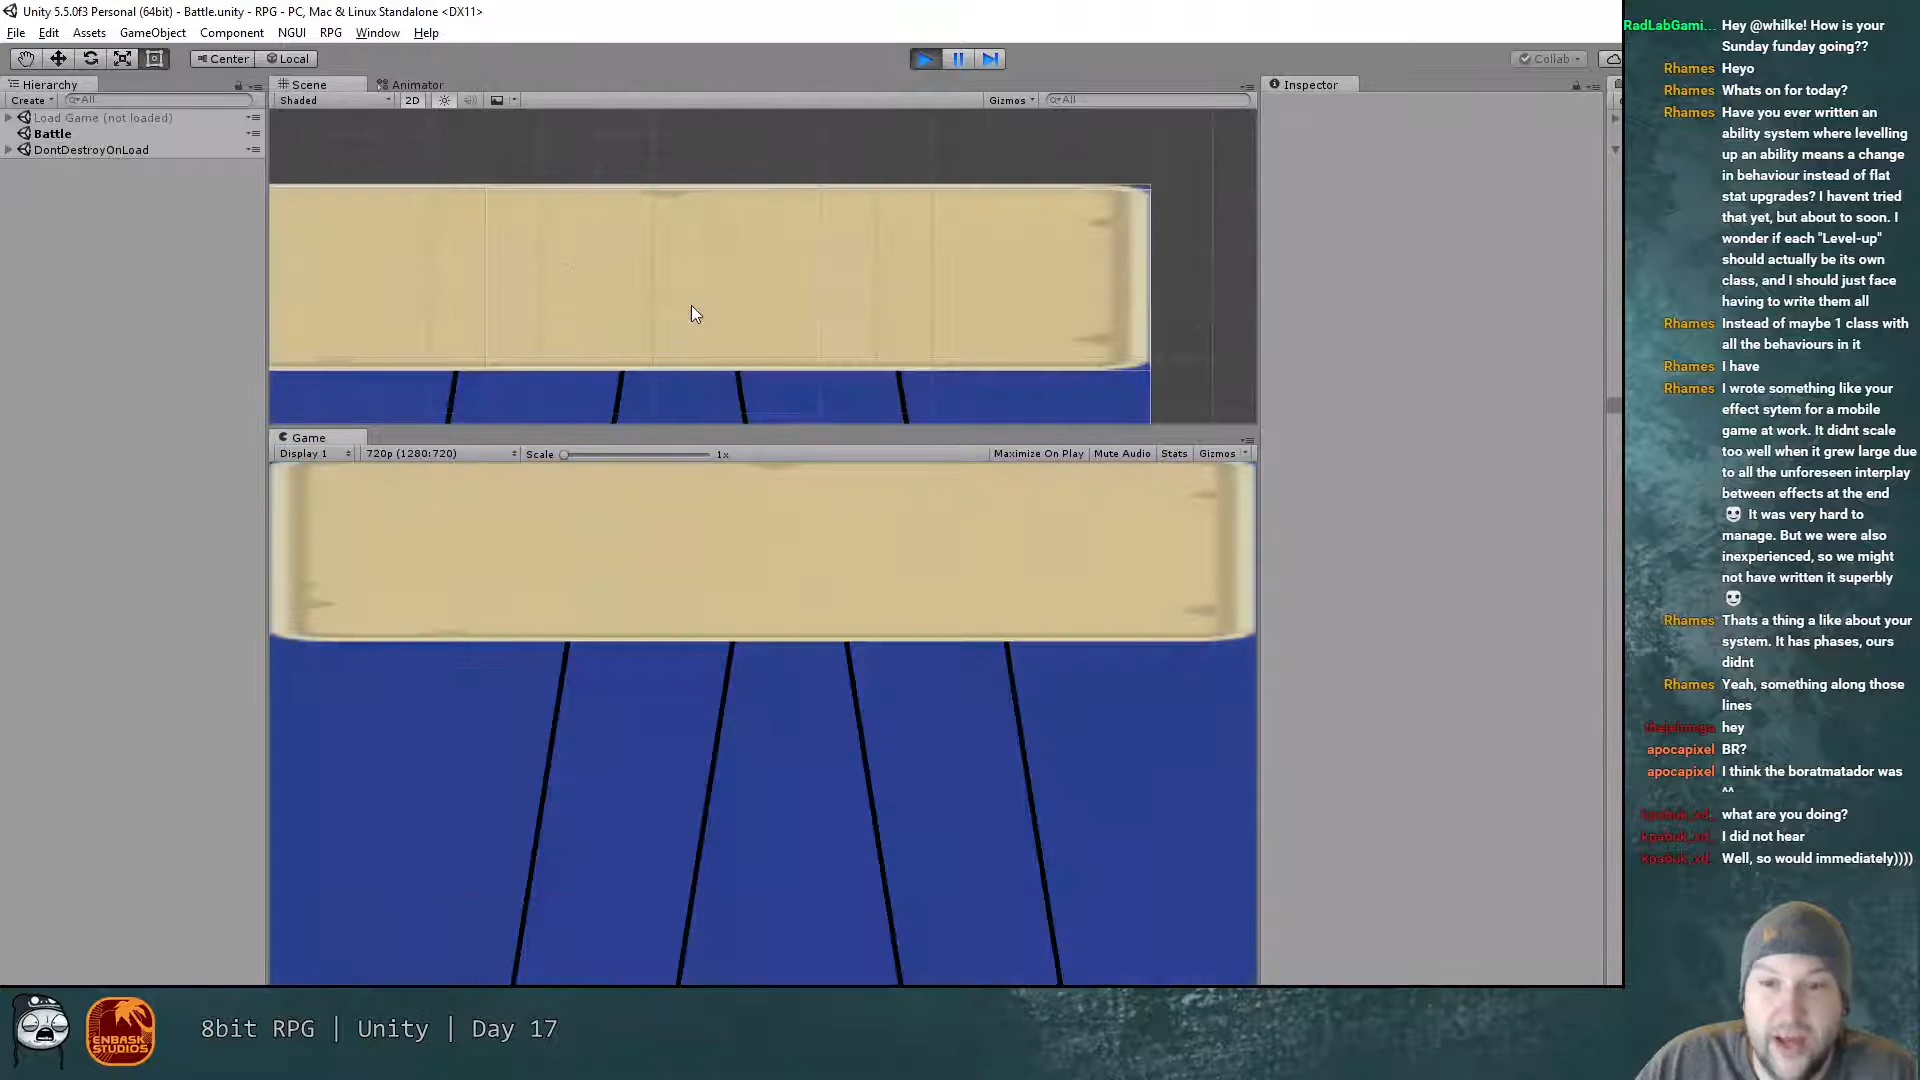 Unity 5.5.0f3 Personal (64bit) - Battle.unity - RPG - PC, Mac & Linux Standalone <DX11>
File Edit Assets GameObject Component NGUI RPG Window Help
Center Local
Collab
Hierarchy
Create All
Load Game (not loaded)
Battle
DontDestroyOnLoad
Scene Animator
Shaded 2D Gizmos All
Inspector
Game
Display 1 720p (1280:720) Scale 1x Maximize On Play Mute Audio Stats Gizmos
RadLabGami... Hey @whilke! How is your
Sunday funday going??
Rhames Heyo
Rhames Whats on for today?
Rhames Have you ever written an
ability system where levelling
up an ability means a change
in behaviour instead of flat
stat upgrades? I havent tried
that yet, but about to soon. I
wonder if each "Level-up"
should actually be its own
class, and I should just face
having to write them all
Rhames Instead of maybe 1 class with
all the behaviours in it
Rhames I have
Rhames I wrote something like your
effect sytem for a mobile
game at work. It didnt scale
too well when it grew large due
to all the unforeseen interplay
between effects at the end
It was very hard to
manage. But we were also
inexperienced, so we might
not have written it superbly
Rhames Thats a thing a like about your
system. It has phases, ours
didnt
Rhames Yeah, something along those
lines
hey
apocapixel BR?
apocapixel I think the boratmatador was
^^
what are you doing?
I did not hear
Well, so would immediately))))
ENBASK
STUDIOS
8bit RPG | Unity | Day 17